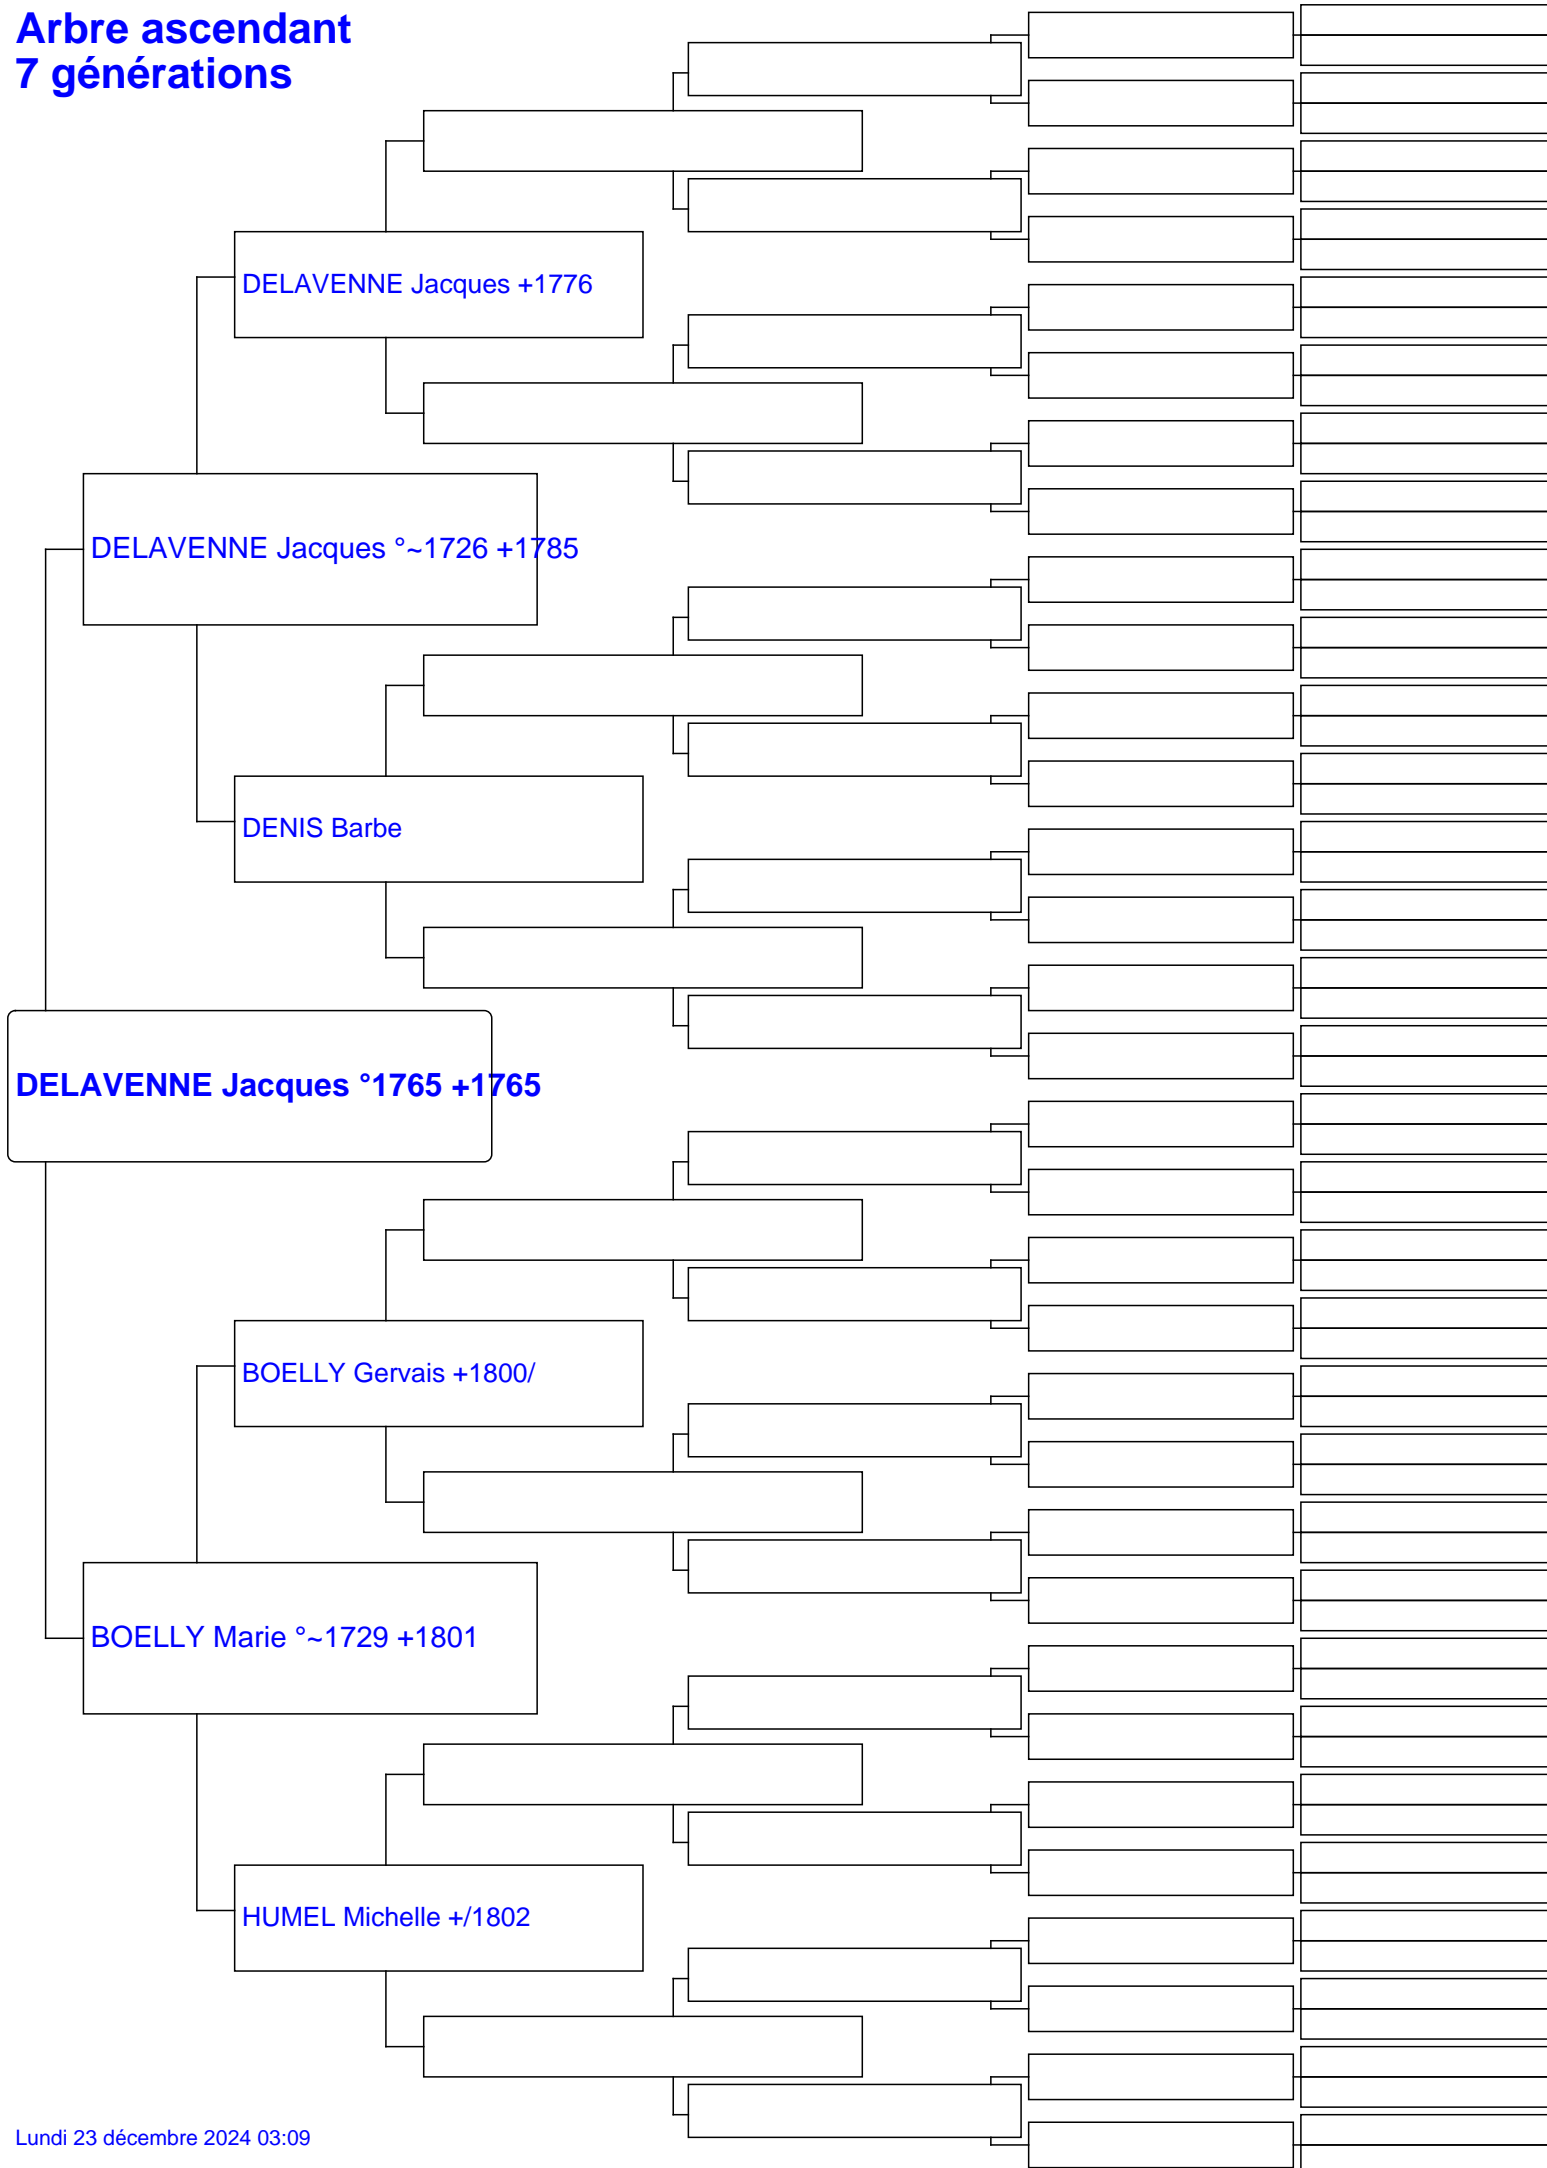 Arbre ascendant
7 générations
DELAVENNE Jacques +1776
DELAVENNE Jacques °~1726 +1785
DENIS Barbe
DELAVENNE Jacques °1765 +1765
BOELLY Gervais +1800/
BOELLY Marie °~1729 +1801
HUMEL Michelle +/1802
Lundi 23 décembre 2024 03:09